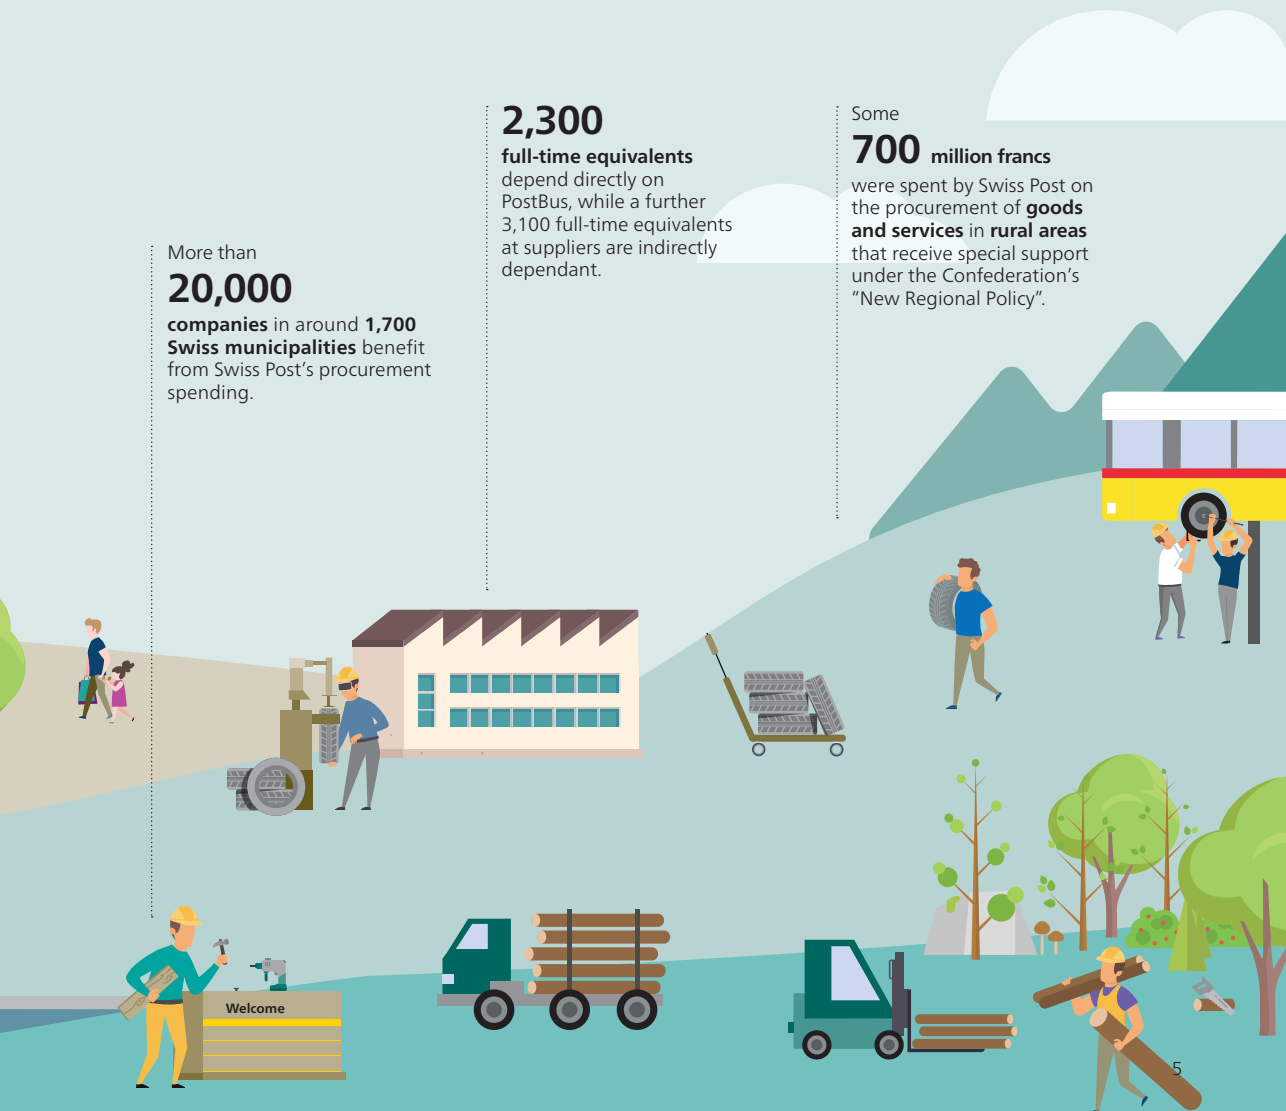 More than
20,000
companies in around 1,700
Swiss municipalities benefit
from Swiss Post’s procurement
spending.
2,300
full-time equivalents
depend directly on
PostBus, while a further
3,100 full-time equivalents
at suppliers are indirectly
dependant.
Some
700 million francs
were spent by Swiss Post on
the procurement of goods
and services in rural areas
that receive special support
under the Confederation’s
“New Regional Policy”.
Welcome
5